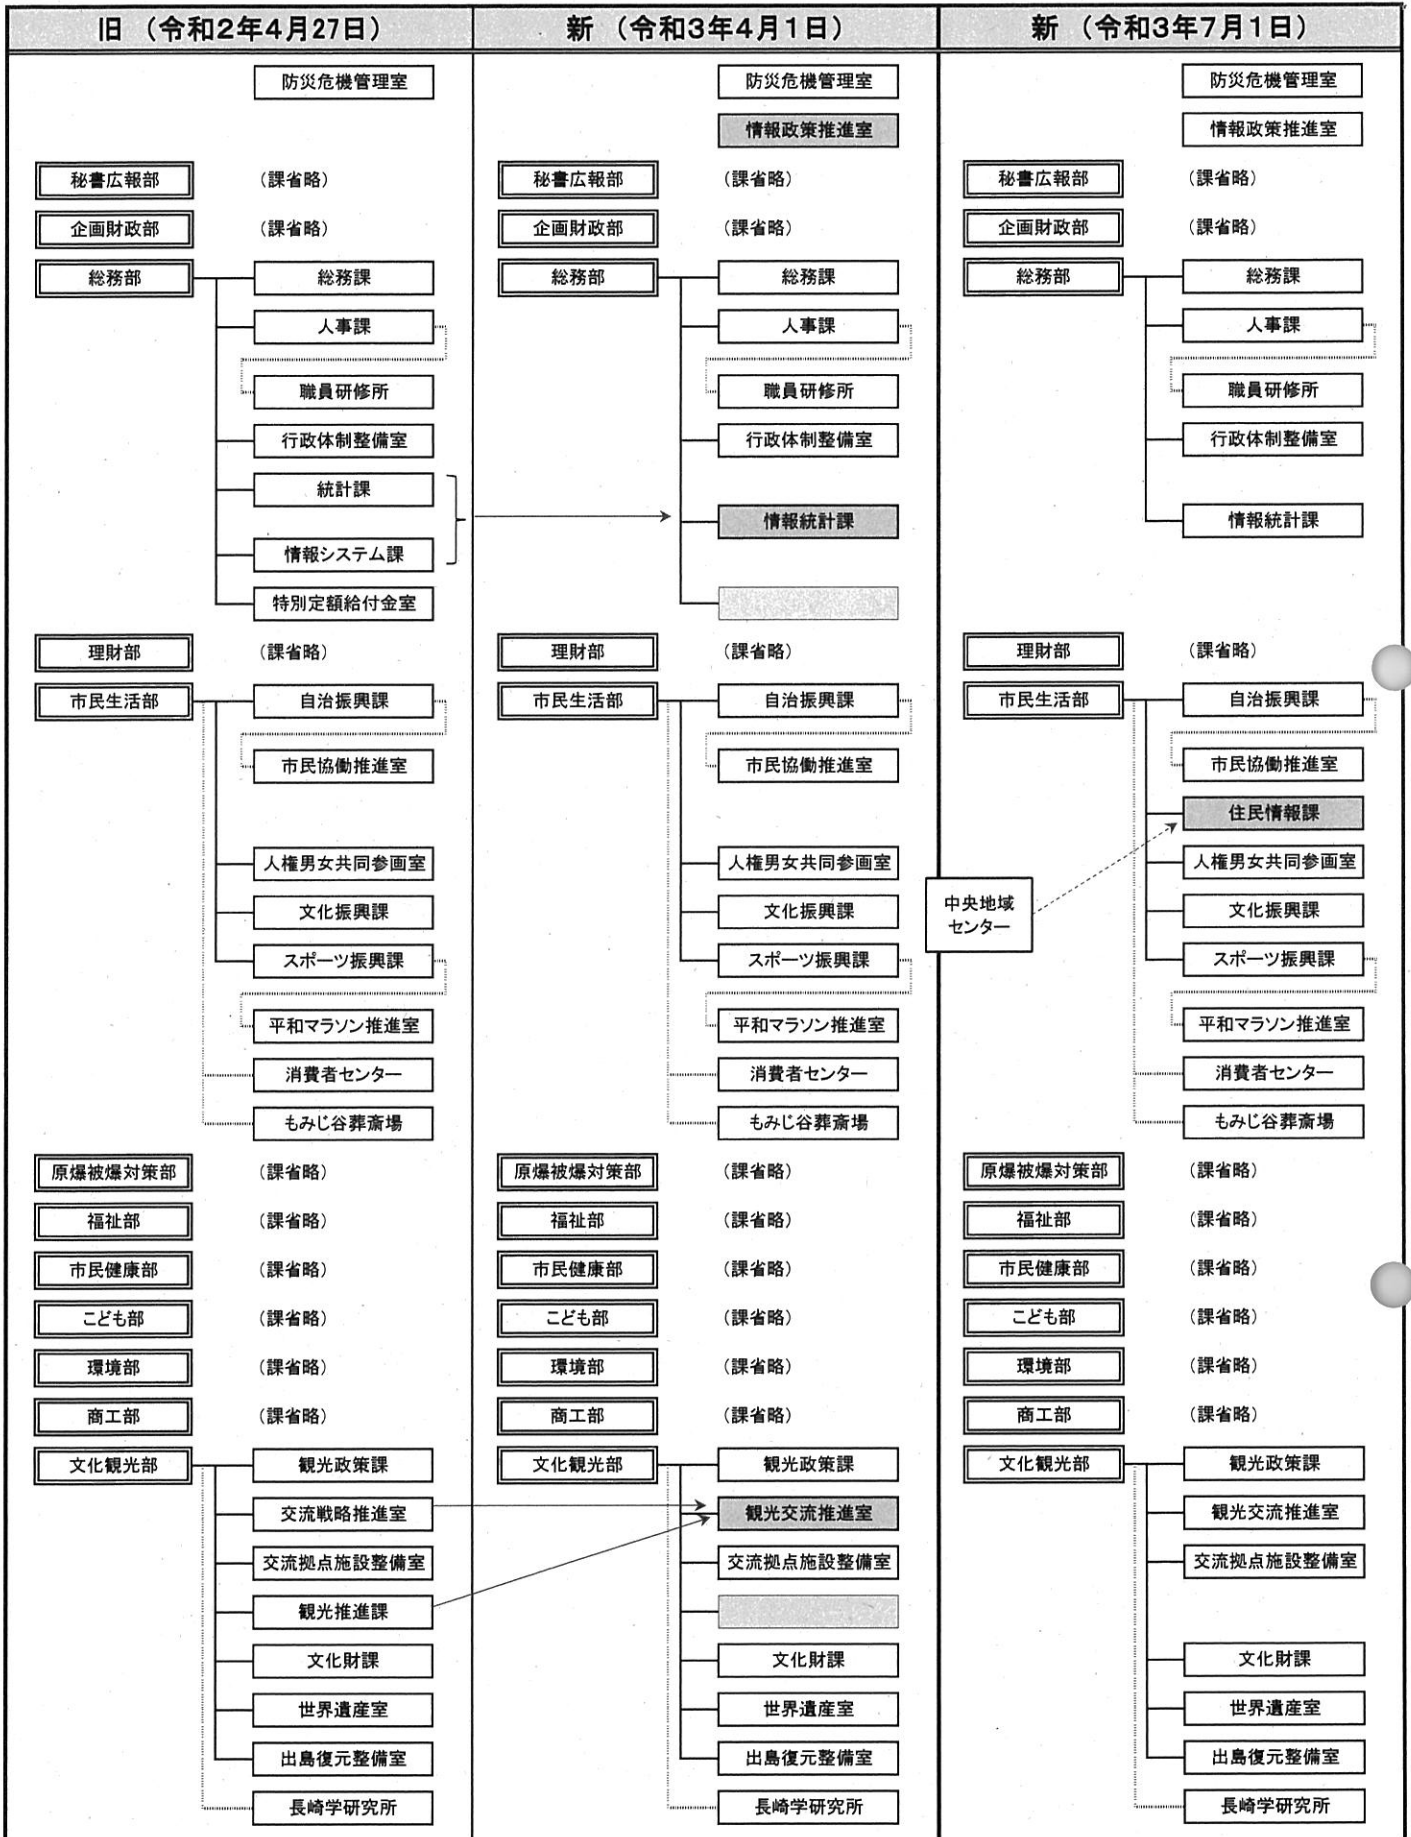 旧 （令和2年4月27日）
防災危機管理室
秘書広報部 （課省略）
企画財政部 （課省略）
総務部 総務課
人事課
職員研修所
行政体制整備室
統計課
情報システム課
特別定額給付金室
理財部 （課省略）
市民生活部 自治振興課
市民協働推進室
人権男女共同参画室
文化振興課
スポーツ振興課
平和マラソン推進室
消費者センター
もみじ谷葬斎場
原爆被爆対策部 （課省略）
福祉部 （課省略）
市民健康部 （課省略）
こども部 （課省略）
環境部 （課省略）
商工部 （課省略）
文化観光部 観光政策課
交流戦略推進室
交流拠点施設整備室
観光推進課
文化財課
世界遺産室
出島復元整備室
長崎学研究所
新 （令和3年4月1日）
防災危機管理室
情報政策推進室
秘書広報部 （課省略）
企画財政部 （課省略）
総務部 総務課
人事課
職員研修所
行政体制整備室
情報統計課
理財部 （課省略）
市民生活部 自治振興課
市民協働推進室
人権男女共同参画室
文化振興課
スポーツ振興課
平和マラソン推進室
消費者センター
もみじ谷葬斎場
原爆被爆対策部 （課省略）
福祉部 （課省略）
市民健康部 （課省略）
こども部 （課省略）
環境部 （課省略）
商工部 （課省略）
文化観光部 観光政策課
観光交流推進室
交流拠点施設整備室
文化財課
世界遺産室
出島復元整備室
長崎学研究所
新 （令和3年7月1日）
防災危機管理室
情報政策推進室
秘書広報部 （課省略）
企画財政部 （課省略）
総務部 総務課
人事課
職員研修所
行政体制整備室
情報統計課
理財部 （課省略）
市民生活部 自治振興課
市民協働推進室
住民情報課
人権男女共同参画室
中央地域
センター
文化振興課
スポーツ振興課
平和マラソン推進室
消費者センター
もみじ谷葬斎場
原爆被爆対策部 （課省略）
福祉部 （課省略）
市民健康部 （課省略）
こども部 （課省略）
環境部 （課省略）
商工部 （課省略）
文化観光部 観光政策課
観光交流推進室
交流拠点施設整備室
文化財課
世界遺産室
出島復元整備室
長崎学研究所